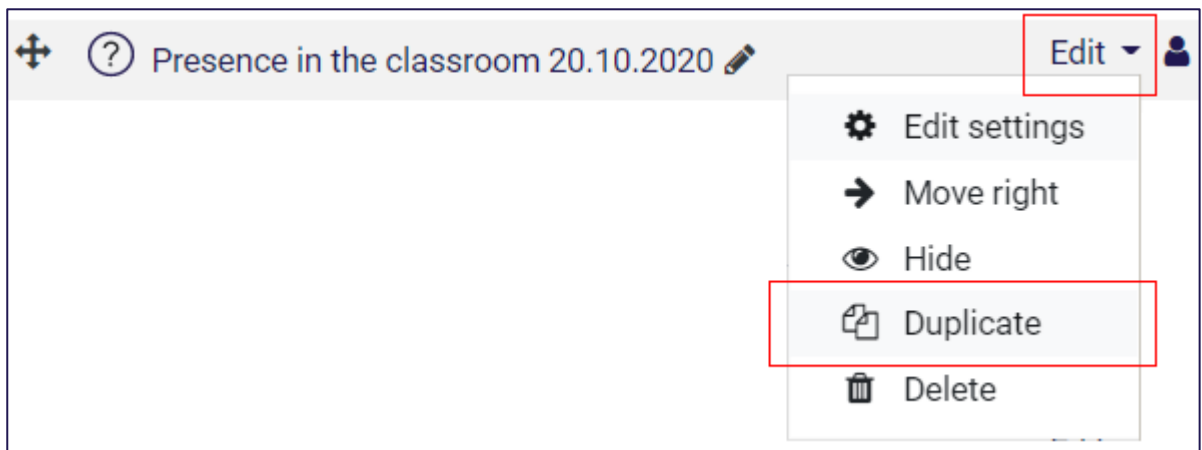 Presence in the classroom 20.10.2020 Edit
Edit settings
Move right
Hide
Duplicate
Delete